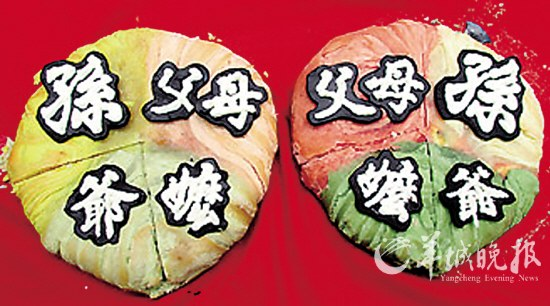 孫 父母
爺 嬤
父母 孫
嬤 爺
羊城晚报
Yangcheng Evening News